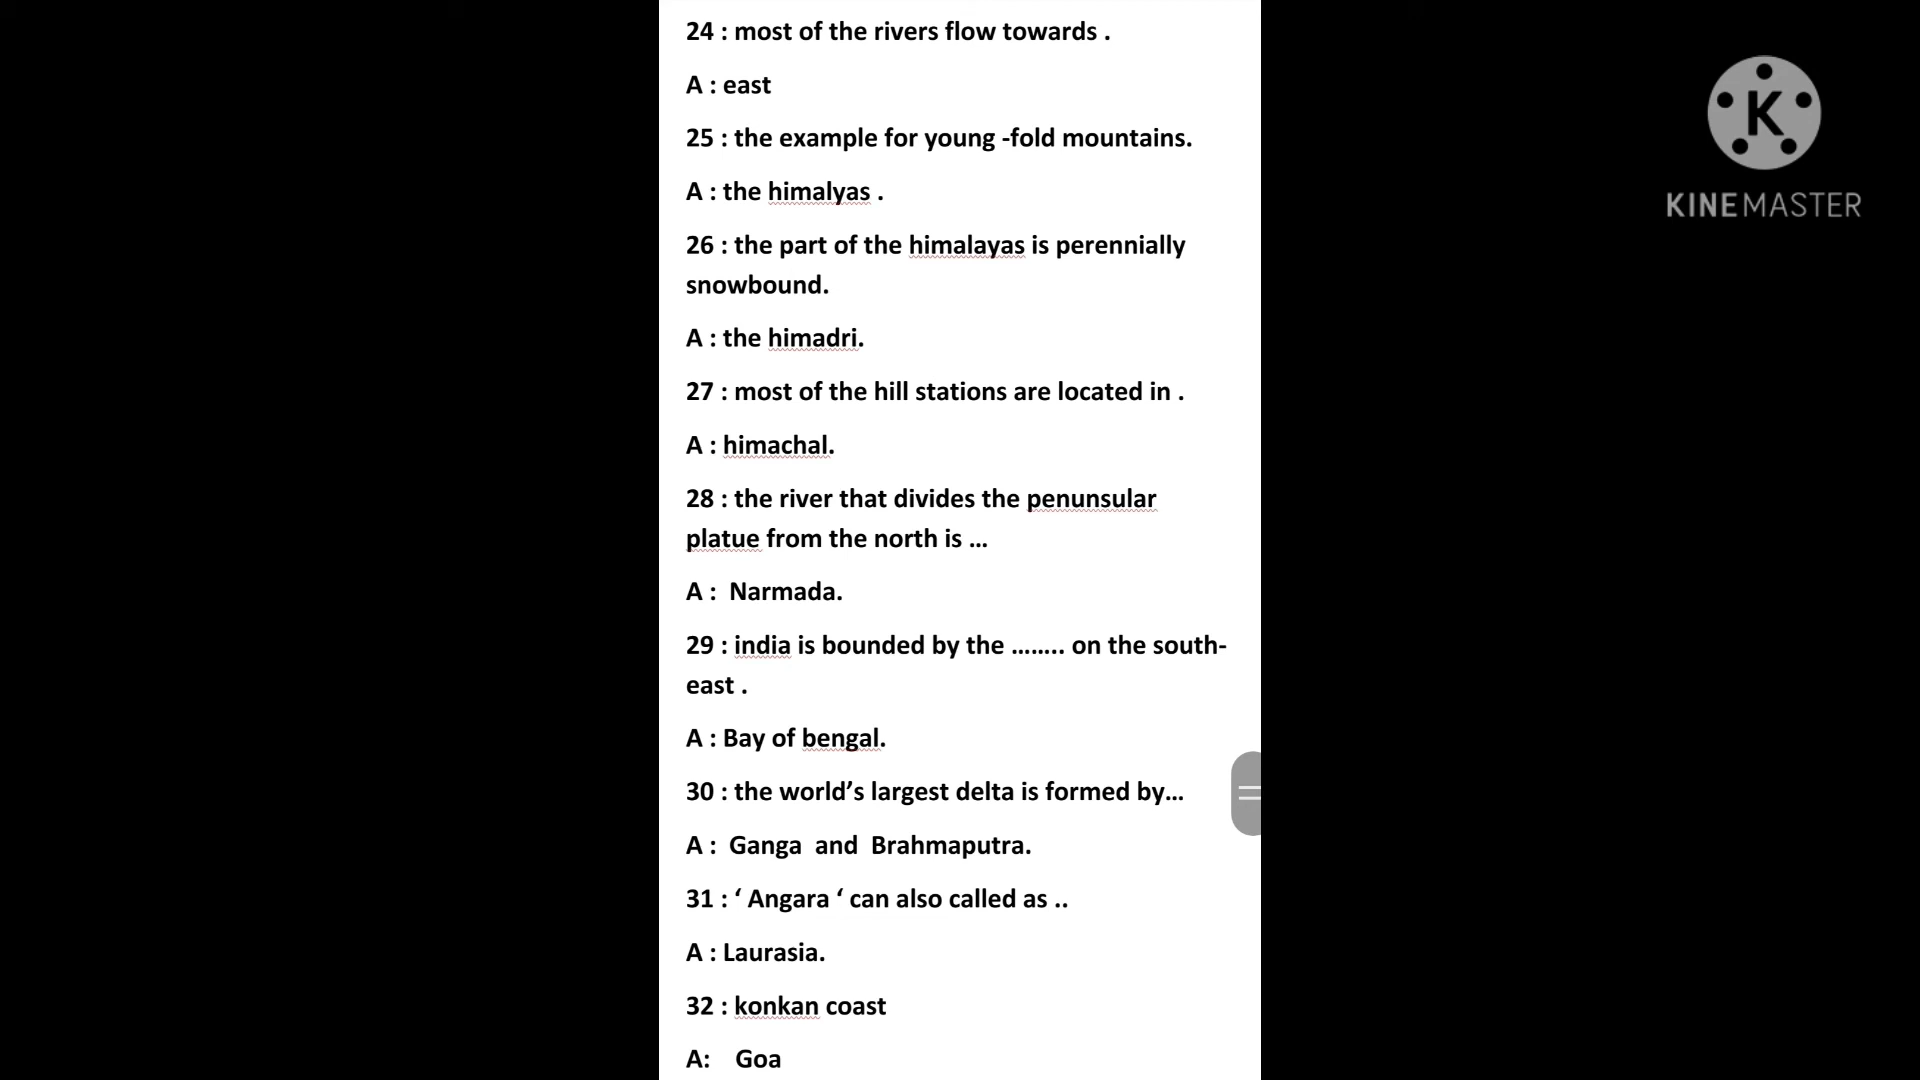 24 : most of the rivers flow towards .
A : east
25 : the example for young -fold mountains.
A : the himalyas .
26 : the part of the himalayas is perennially
snowbound.
A : the himadri.
27 : most of the hill stations are located in .
A : himachal.
28 : the river that divides the penunsular
platue from the north is ...
A :  Narmada.
29 : india is bounded by the …….. on the south-
east .
A : Bay of bengal.
30 : the world’s largest delta is formed by...
A :  Ganga  and  Brahmaputra.
31 : ‘ Angara ‘ can also called as ..
A : Laurasia.
32 : konkan coast
A:    Goa
K
KINEMASTER